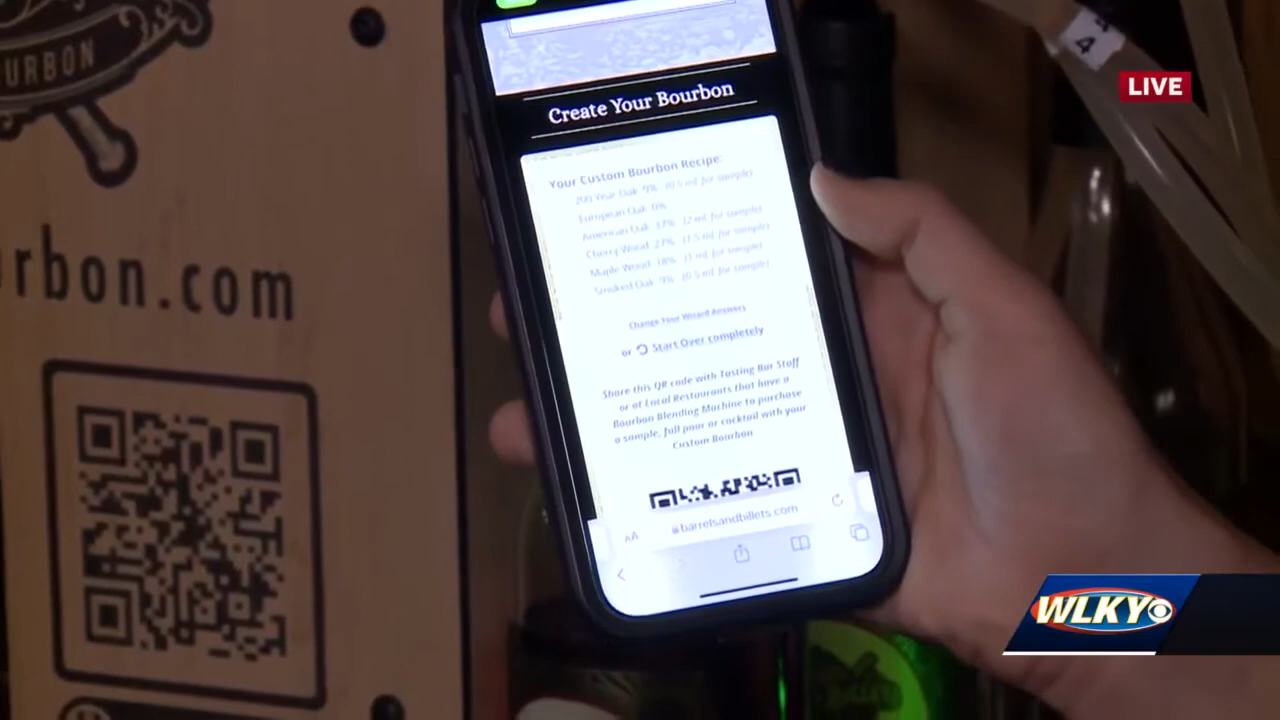 URBON
rbon.com
4
LIVE
Create Your Bourbon
Your Custom Bourbon Recipe:
200 Year Oak 9% (0.5 mL for sample)
European Oak 0%
American Oak 37% (2 mL for sample)
Cherry Wood 27% (1.5 mL for sample)
Maple Wood 18% (1 mL for sample)
Smoked Oak 9% (0.5 mL for sample)
Change Your Wizard Answers
or Start Over completely
Share this QR code with Tasting Bar Staff
or at Local Restaurants that have a
Bourbon Blending Machine to purchase
a sample, full pour or cocktail with your
Custom Bourbon
AA barrelsandbillets.com
WLKY